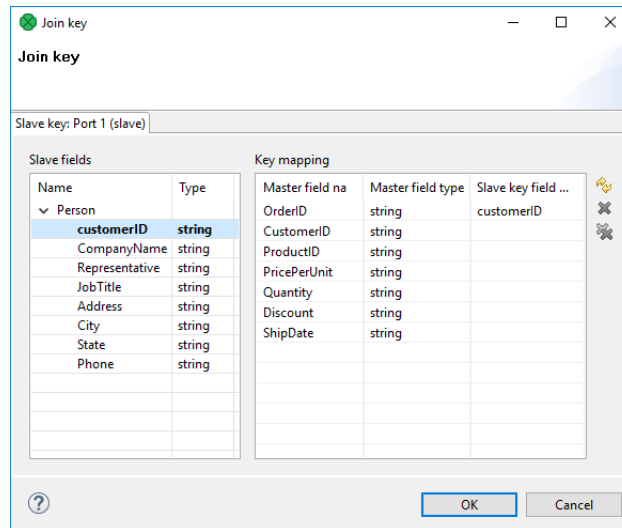 Join key
Join key
Slave key: Port 1 (slave)
Slave fields
Name Type
Person
customerID string
CompanyName string
Representative string
JobTitle string
Address string
City string
State string
Phone string
Key mapping
Master field na Master field type Slave key field ...
OrderID string customerID
CustomerID string
ProductID string
PricePerUnit string
Quantity string
Discount string
ShipDate string
?
OK Cancel